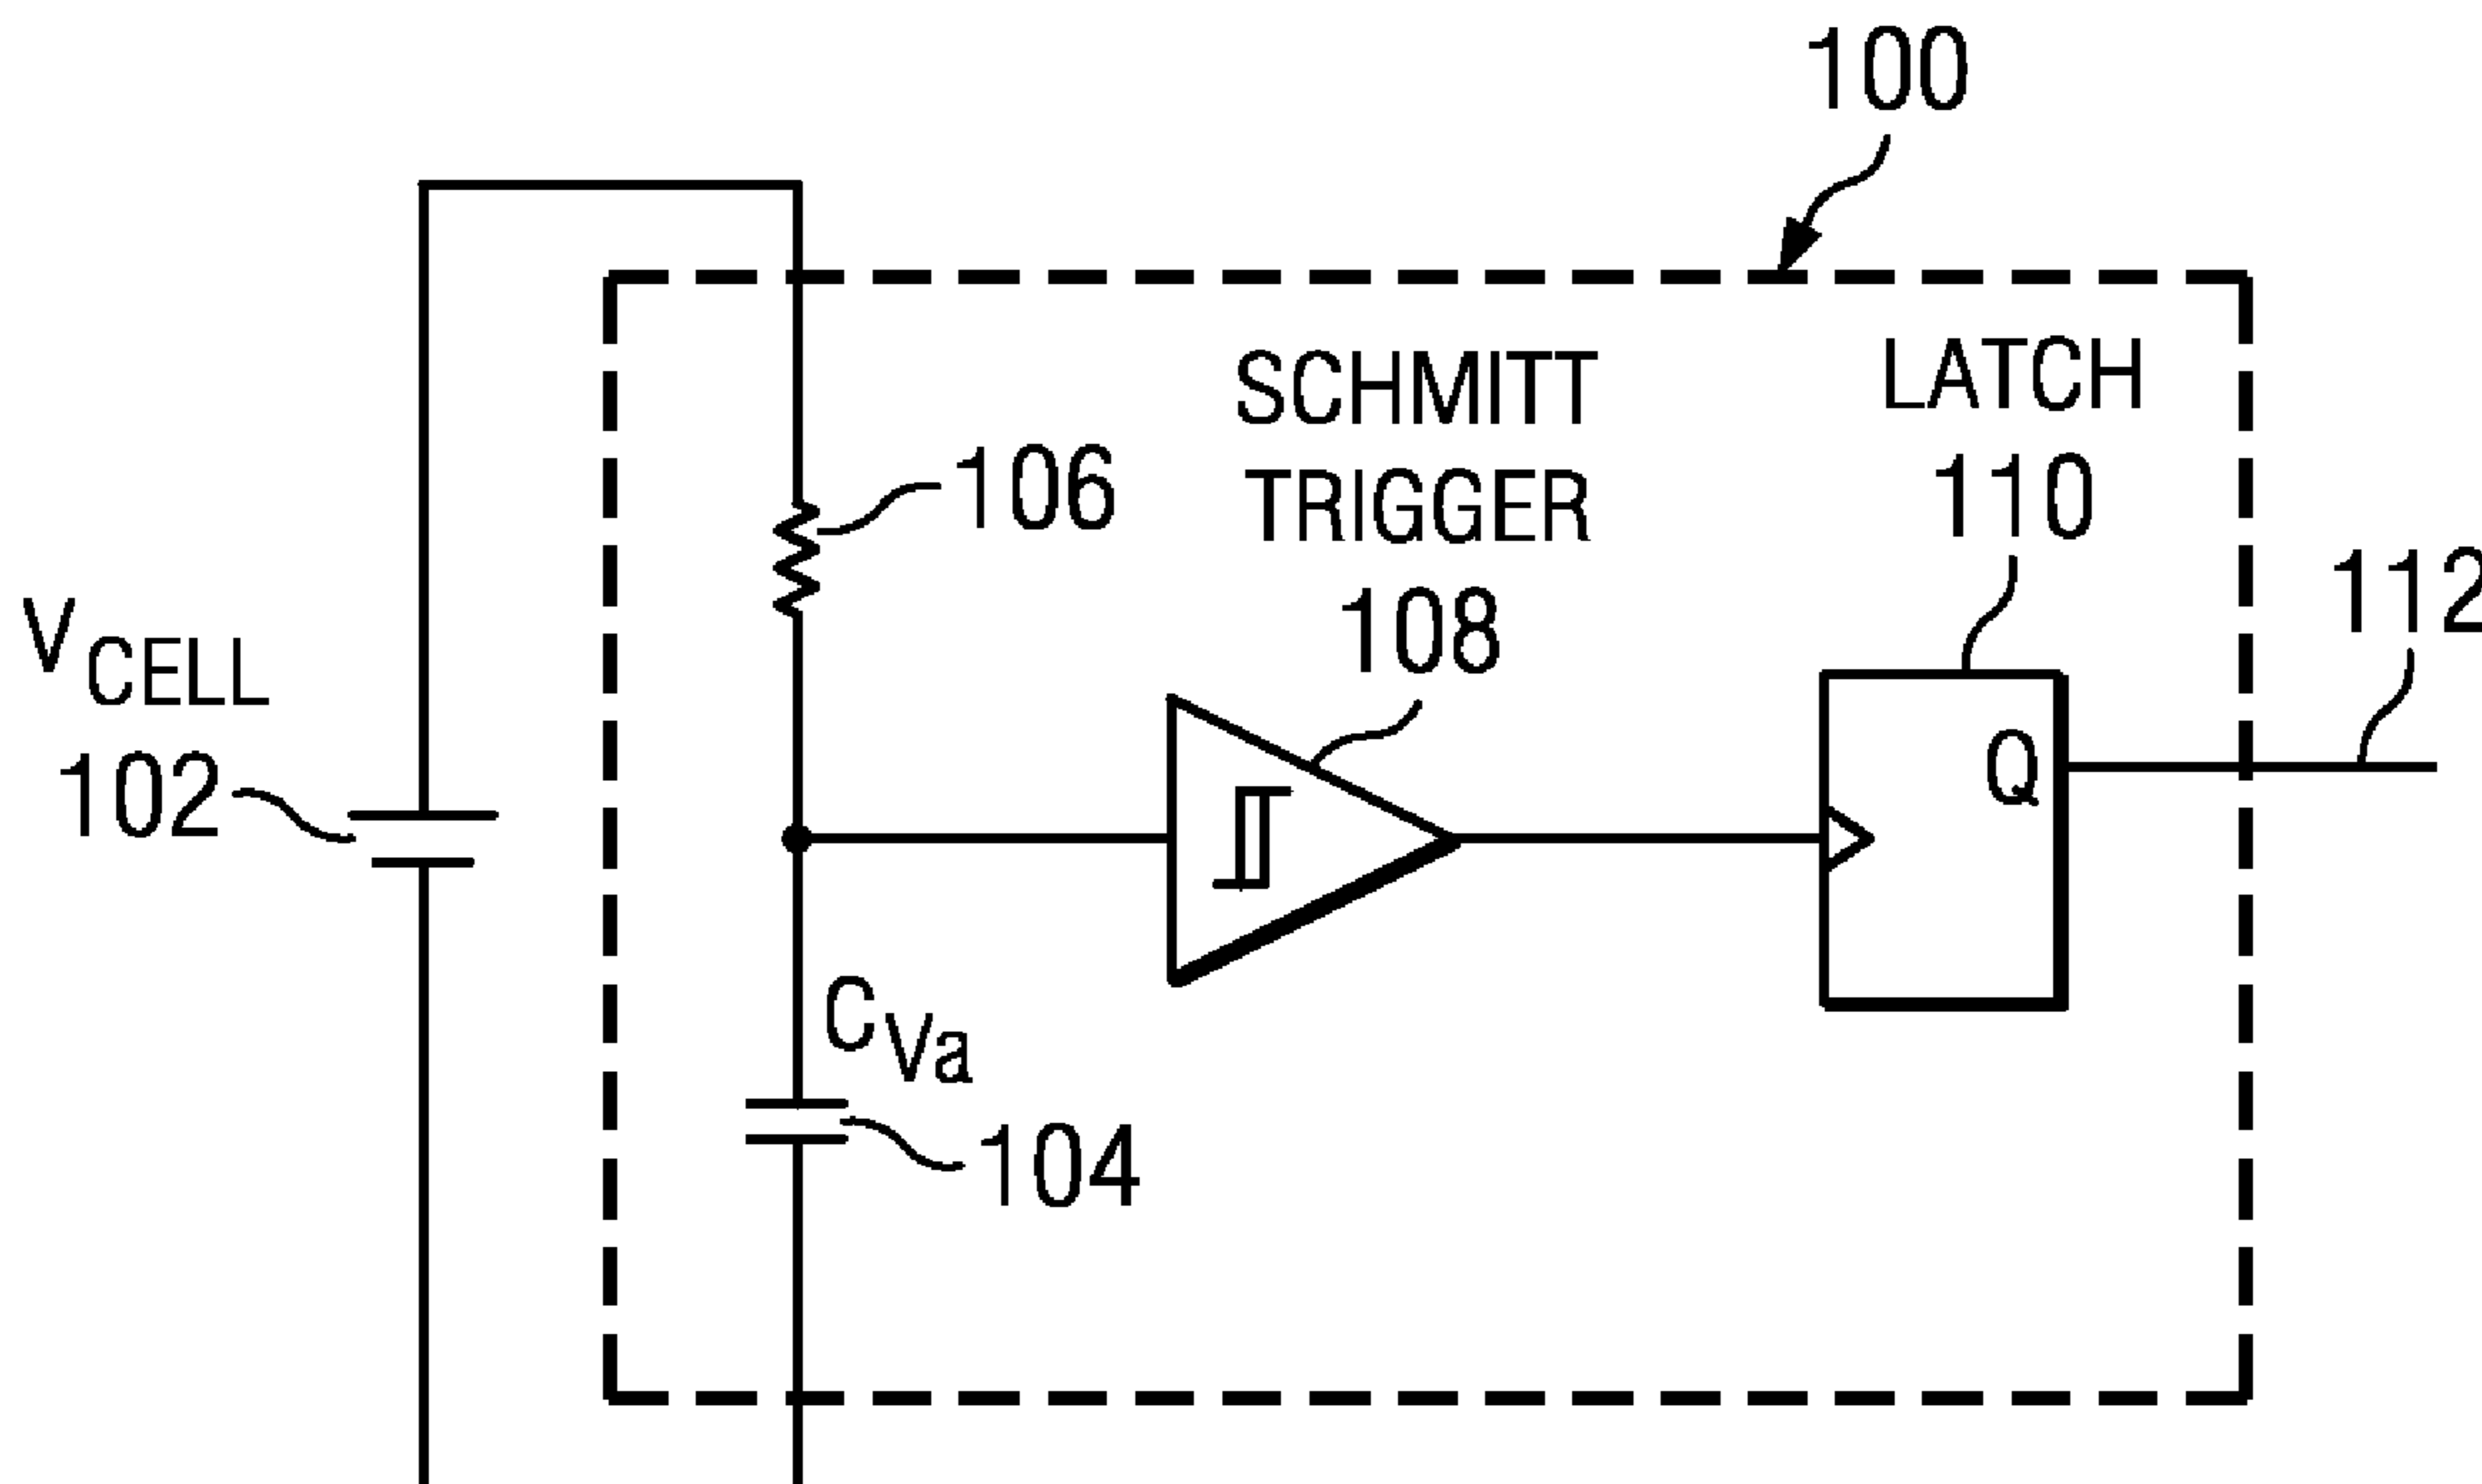 100
SCHMITT
TRIGGER
108
LATCH
110
106
112
VCELL
102
Q
CVa
104